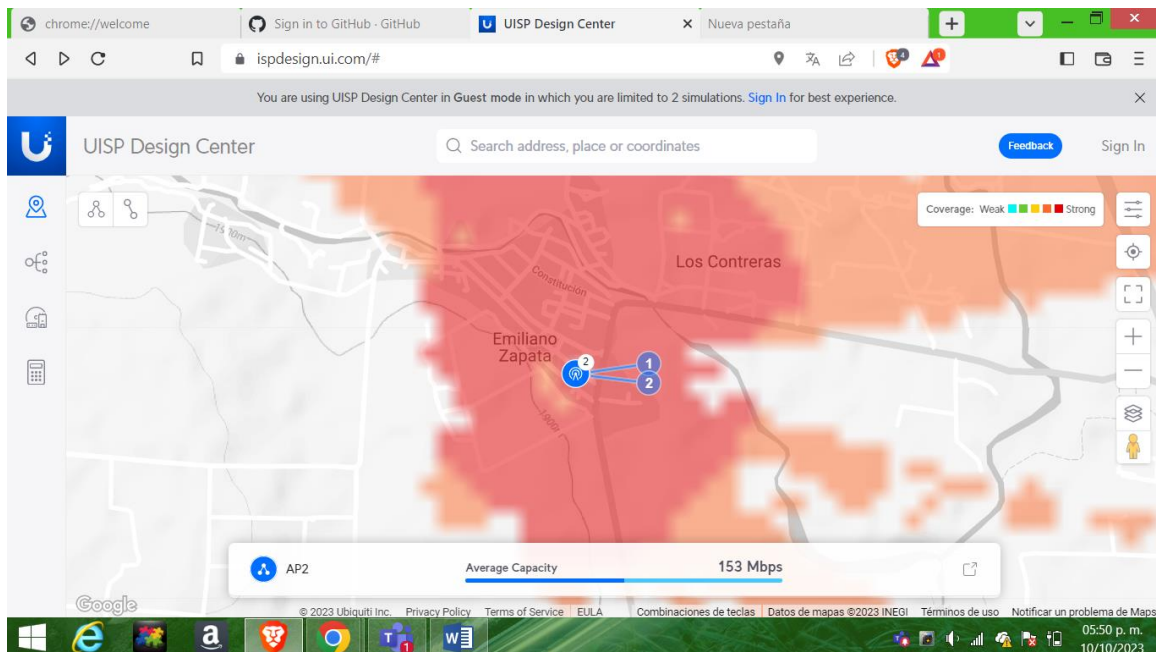 chrome://welcome
Sign in to GitHub · GitHub
UISP Design Center
Nueva pestaña
ispdesign.ui.com/#
4
1
You are using UISP Design Center in Guest mode in which you are limited to 2 simulations. Sign In for best experience.
UISP Design Center
Search address, place or coordinates
Feedback
Sign In
Coverage: Weak Strong
1900m
Constitución
Los Contreras
Emiliano
Zapata
2
1
2
AP2
Average Capacity
153 Mbps
Google
© 2023 Ubiquiti Inc. Privacy Policy Terms of Service EULA Combinaciones de teclas Datos de mapas ©2023 INEGI Términos de uso Notificar un problema de Maps
05:50 p. m.
10/10/2023